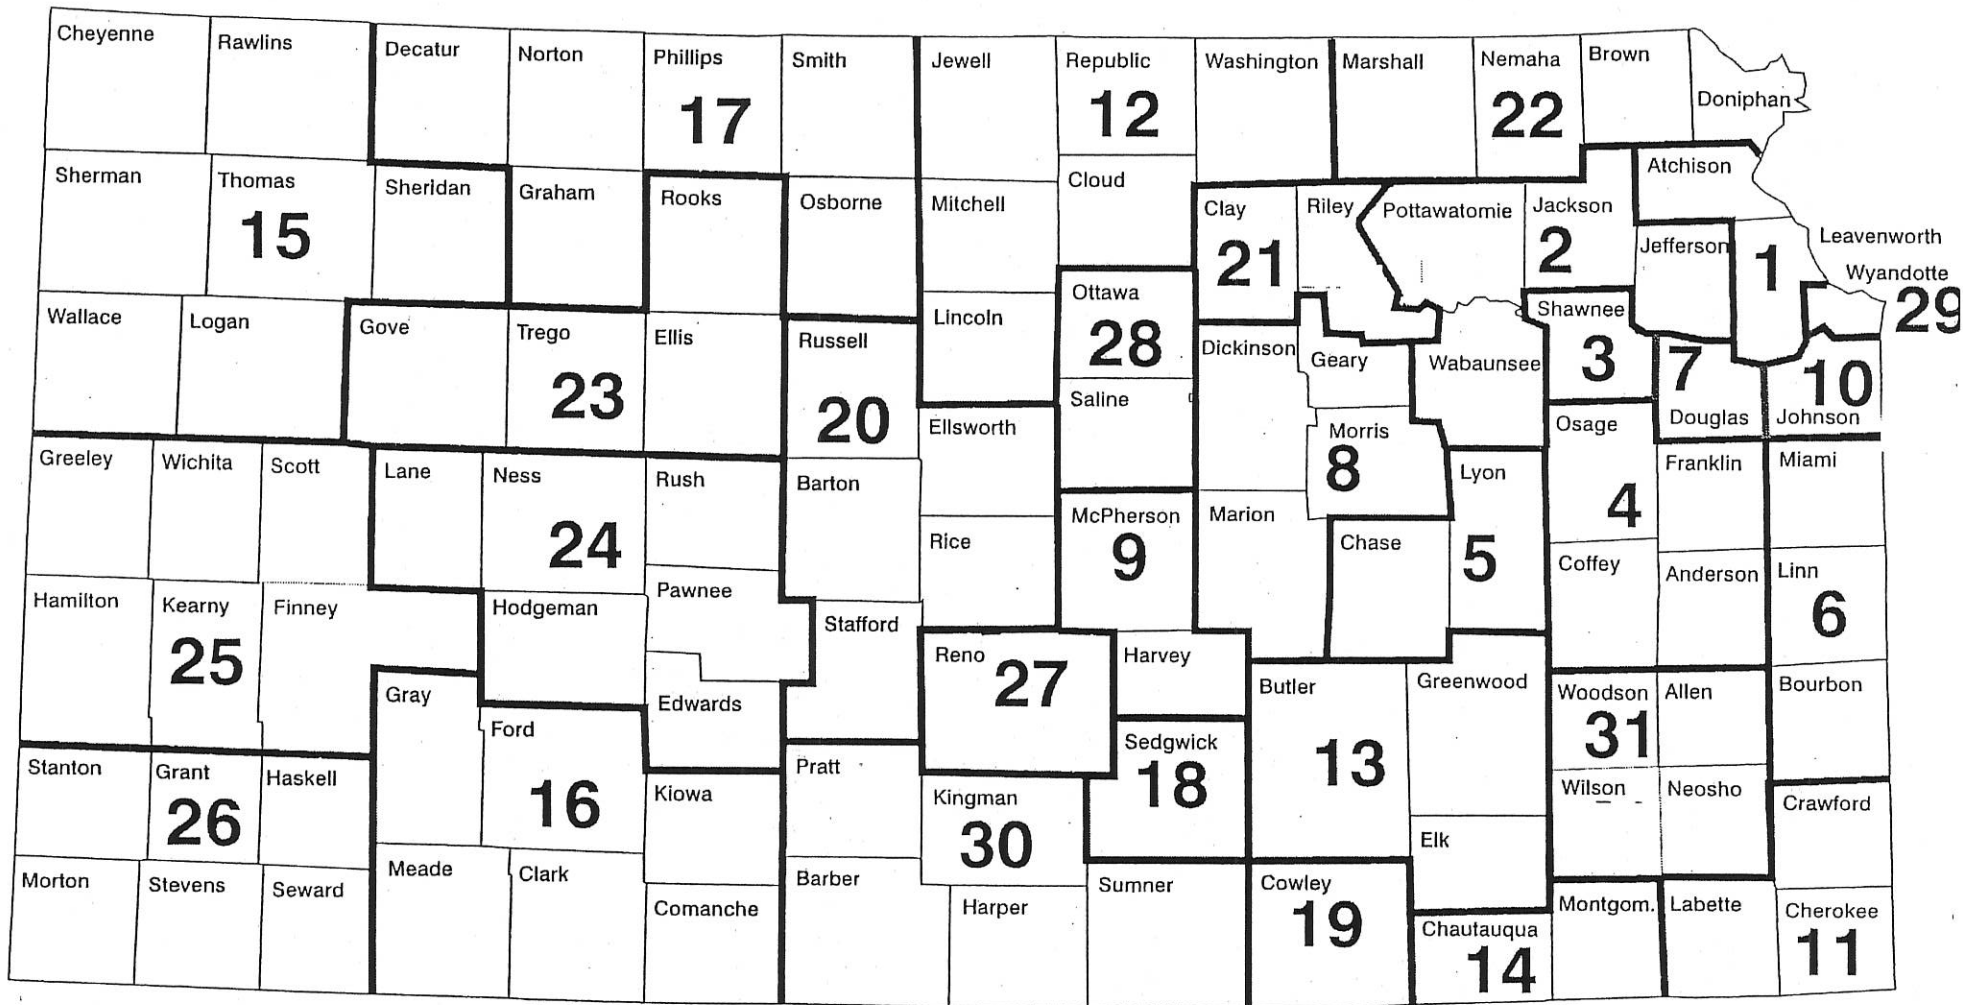 Cheyenne
Rawlins
Decatur
Norton
Phillips
17
Smith
Jewell
Republic
12
Washington
Marshall
Nemaha
22
Brown
Doniphan
Sherman
Thomas
15
Sheridan
Graham
Rooks
Osborne
Mitchell
Cloud
Clay
21
Riley
Pottawatomie
Jackson
2
Atchison
Jefferson
1
Leavenworth
Wyandotte
29
Wallace
Logan
Gove
Trego
23
Ellis
Russell
20
Lincoln
Ottawa
28
Saline
Dickinson
Geary
Wabaunsee
Shawnee
3
7
Douglas
10
Johnson
Ellsworth
Morris
8
Osage
4
Franklin
Miami
Greeley
Wichita
Scott
Lane
Ness
24
Rush
Barton
Rice
McPherson
9
Marion
Chase
Lyon
5
Coffey
Anderson
Linn
6
Hamilton
Kearny
25
Finney
Hodgeman
Pawnee
Stafford
Reno
27
Harvey
Butler
13
Greenwood
Woodson
31
Allen
Bourbon
Gray
Ford
16
Edwards
Stanton
Grant
26
Haskell
Kiowa
Pratt
Kingman
30
Sedgwick
18
Elk
Wilson
Neosho
Crawford
Morton
Stevens
Seward
Meade
Clark
Comanche
Barber
Harper
Sumner
Cowley
19
Chautauqua
14
Montgom.
Labette
Cherokee
11